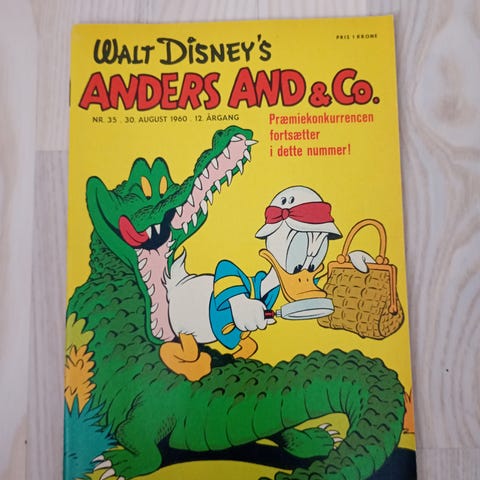 PRIS 1 KRONE
WALT DISNEY'S
ANDERS AND & Co.
NR. 35 . 30. AUGUST 1960 . 12. ÅRGANG
Præmiekonkurrencen
fortsætter
i dette nummer!